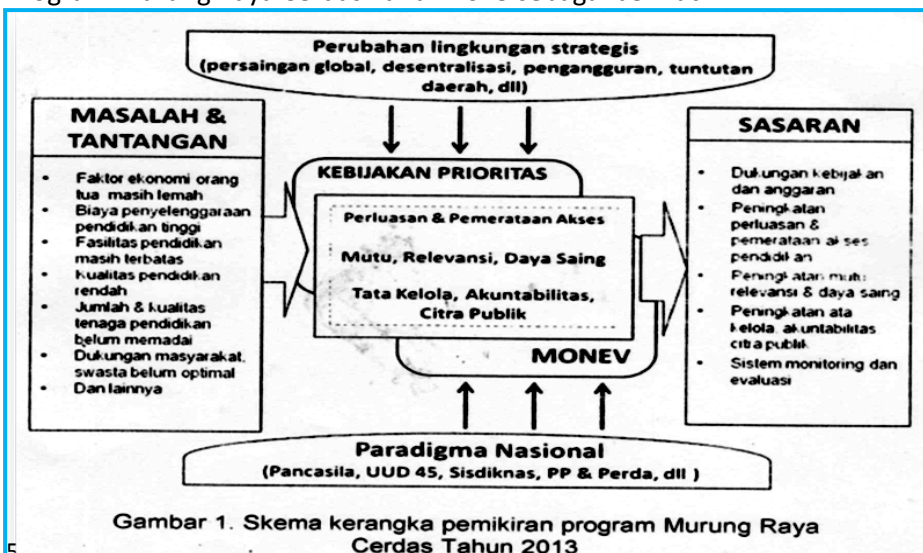 Perubahan lingkungan strategis
(persaingan global, desentralisasi, pengangguran, tuntutan
daerah, dll)
MASALAH &
TANTANGAN
• Faktor ekonomi orang
tua masih lemah
• Biaya penyelenggaraan
pendidikan tinggi
• Fasilitas pendidikan
masih terbatas
• Kualitas pendidikan
rendah
• Jumlah & kualitas
tenaga pendidikan
belum memadai
• Dukungan masyarakat,
swasta belum optimal
• Dan lainnya
KEBIJAKAN PRIORITAS
Perluasan & Pemerataan Akses
Mutu, Relevansi, Daya Saing
Tata Kelola, Akuntabilitas,
Citra Publik
MONEV
SASARAN
• Dukungan kebijakan
dan anggaran
• Peningkatan
perluasan &
pemerataan akses
pendidikan
• Peningkatan mutu
relevansi & daya saing
• Peningkatan ata
kelola, akuntabilitas
citra publik
• Sistem monitoring dan
evaluasi
Paradigma Nasional
(Pancasila, UUD 45, Sisdiknas, PP & Perda, dll )
Gambar 1. Skema kerangka pemikiran program Murung Raya
Cerdas Tahun 2013